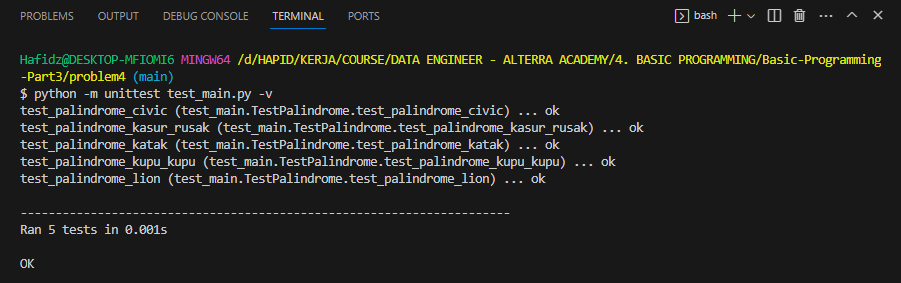 PROBLEMS OUTPUT DEBUG CONSOLE TERMINAL PORTS bash
Hafidz@DESKTOP-MFIOMI6 MINGW64 /d/HAPID/KERJA/COURSE/DATA ENGINEER - ALTERRA ACADEMY/4. BASIC PROGRAMMING/Basic-Programming
-Part3/problem4 (main)
$ python -m unittest test_main.py -v
test_palindrome_civic (test_main.TestPalindrome.test_palindrome_civic) ... ok
test_palindrome_kasur_rusak (test_main.TestPalindrome.test_palindrome_kasur_rusak) ... ok
test_palindrome_katak (test_main.TestPalindrome.test_palindrome_katak) ... ok
test_palindrome_kupu_kupu (test_main.TestPalindrome.test_palindrome_kupu_kupu) ... ok
test_palindrome_lion (test_main.TestPalindrome.test_palindrome_lion) ... ok
----------------------------------------------------------------------
Ran 5 tests in 0.001s
OK